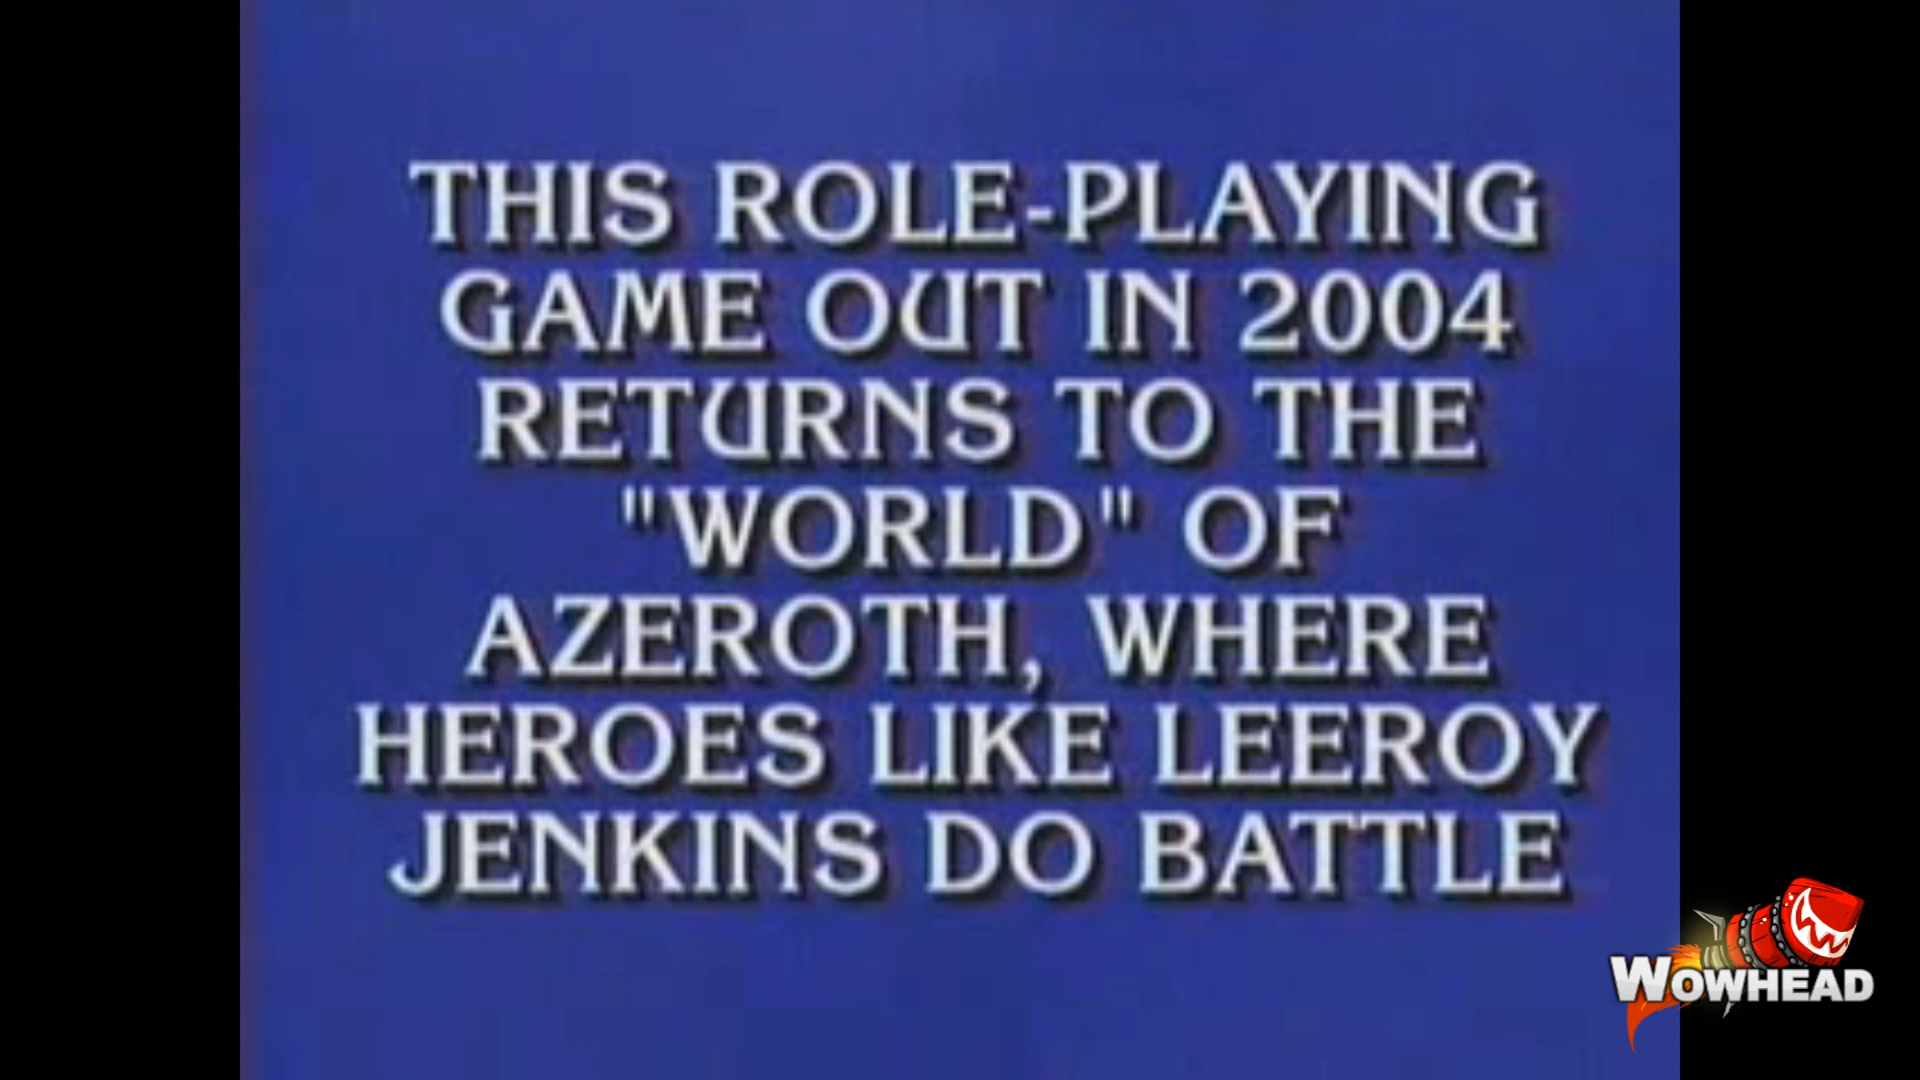 THIS ROLE-PLAYING
GAME OUT IN 2004
RETURNS TO THE
"WORLD" OF
AZEROTH, WHERE
HEROES LIKE LEEROY
JENKINS DO BATTLE
WOWHEAD